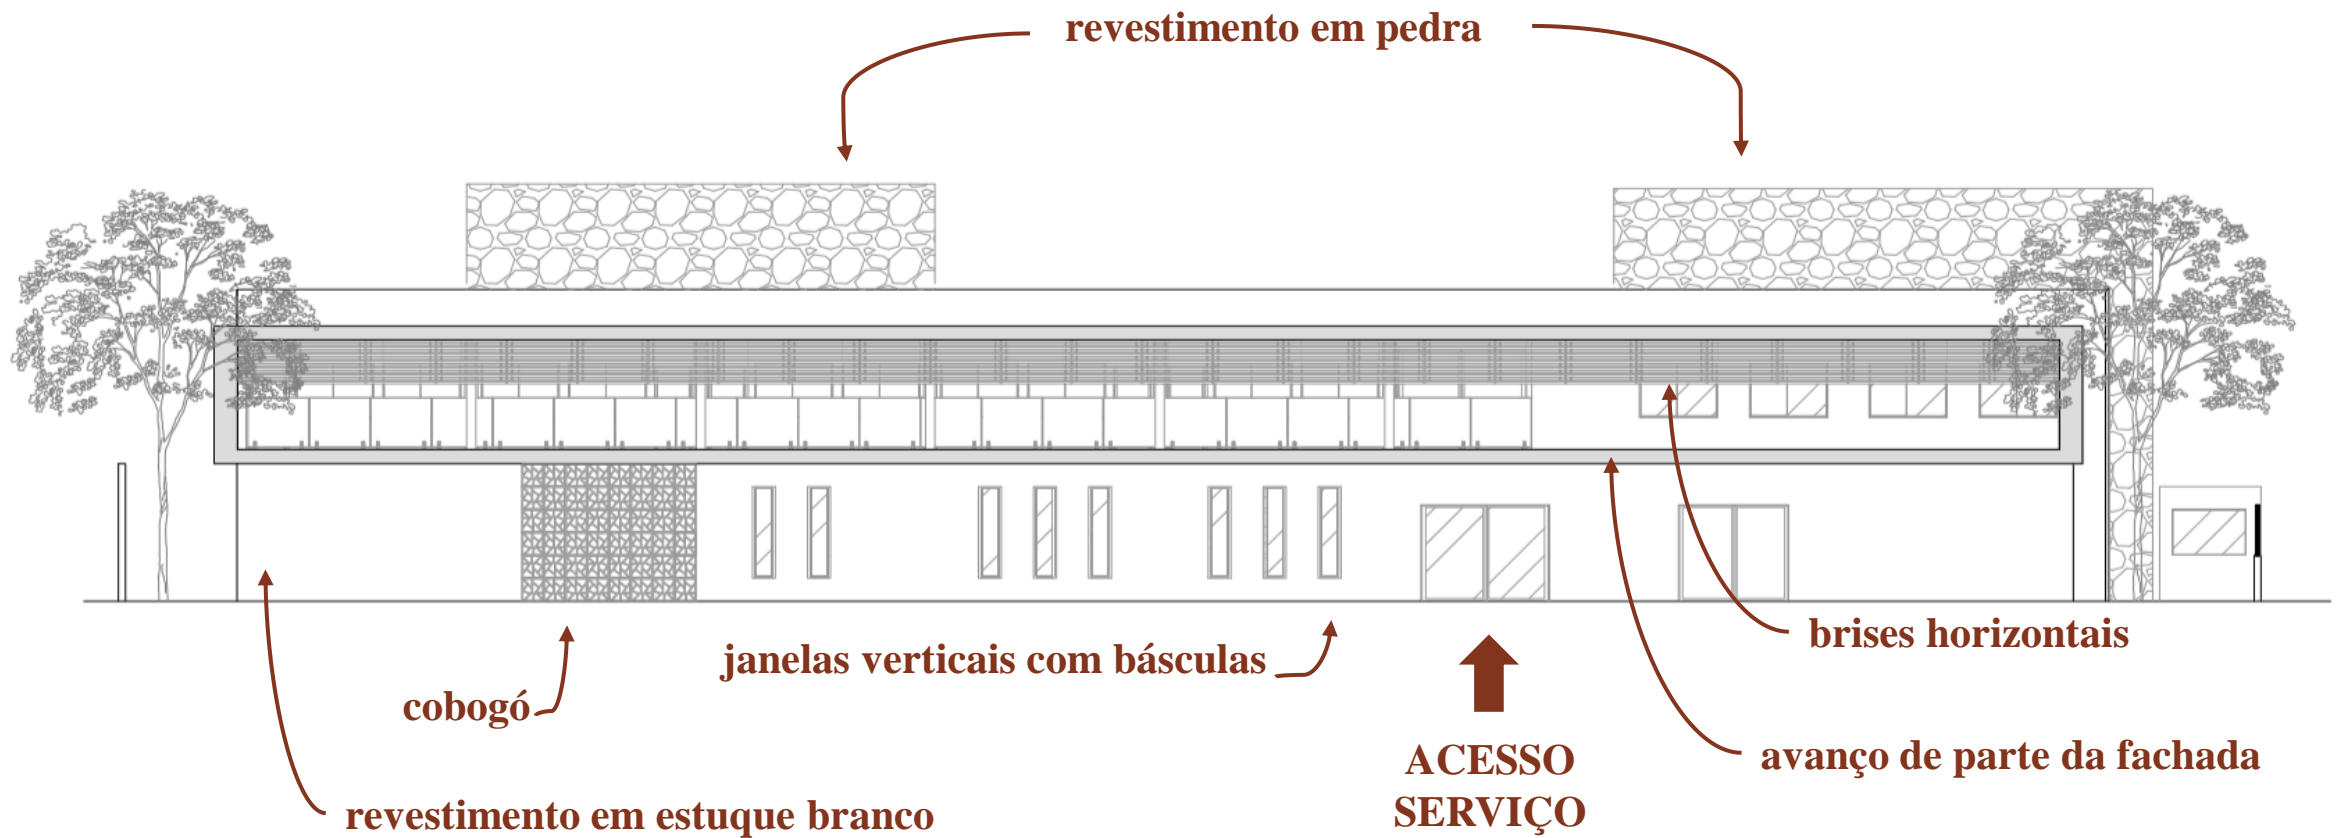 revestimento em pedra
brises horizontais
janelas verticais com básculas
cobogó
ACESSO
SERVIÇO
avanço de parte da fachada
revestimento em estuque branco